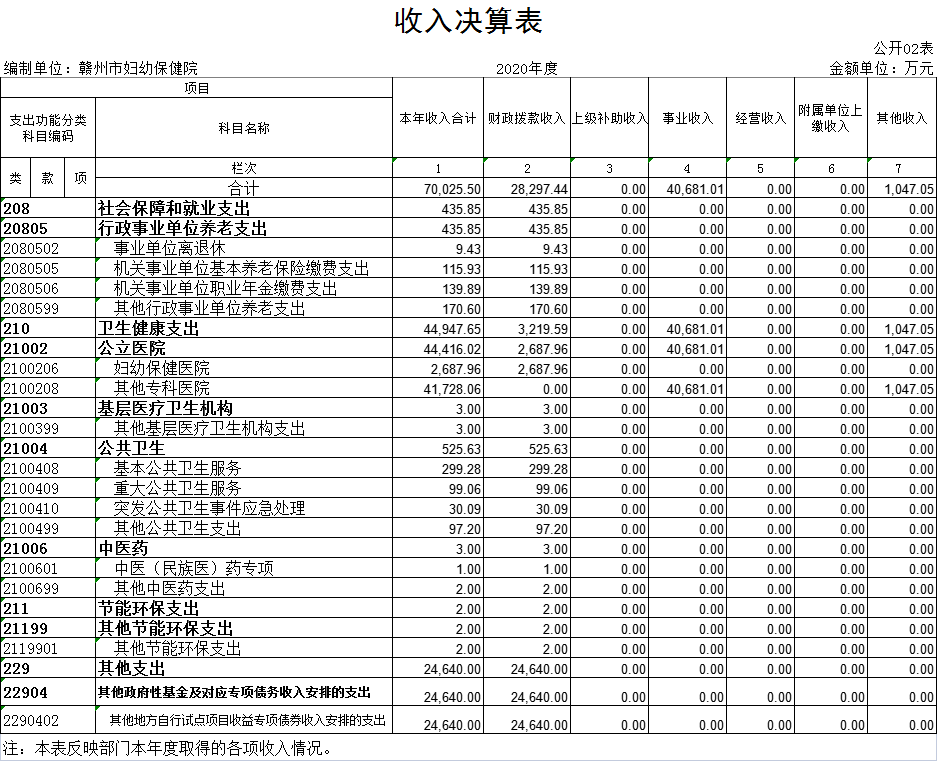 收入决算表
公开02表
编制单位：赣州市妇幼保健院 2020年度 金额单位：万元
项目 本年收入合计 财政拨款收入 上级补助收入 事业收入 经营收入 附属单位上缴收入 其他收入
支出功能分类科目编码 科目名称
类 款 项 栏次 1 2 3 4 5 6 7
合计 70,025.50 28,297.44 0.00 40,681.01 0.00 0.00 1,047.05
208 社会保障和就业支出 435.85 435.85 0.00 0.00 0.00 0.00 0.00
20805 行政事业单位养老支出 435.85 435.85 0.00 0.00 0.00 0.00 0.00
2080502 事业单位离退休 9.43 9.43 0.00 0.00 0.00 0.00 0.00
2080505 机关事业单位基本养老保险缴费支出 115.93 115.93 0.00 0.00 0.00 0.00 0.00
2080506 机关事业单位职业年金缴费支出 139.89 139.89 0.00 0.00 0.00 0.00 0.00
2080599 其他行政事业单位养老支出 170.60 170.60 0.00 0.00 0.00 0.00 0.00
210 卫生健康支出 44,947.65 3,219.59 0.00 40,681.01 0.00 0.00 1,047.05
21002 公立医院 44,416.02 2,687.96 0.00 40,681.01 0.00 0.00 1,047.05
2100206 妇幼保健医院 2,687.96 2,687.96 0.00 0.00 0.00 0.00 0.00
2100208 其他专科医院 41,728.06 0.00 0.00 40,681.01 0.00 0.00 1,047.05
21003 基层医疗卫生机构 3.00 3.00 0.00 0.00 0.00 0.00 0.00
2100399 其他基层医疗卫生机构支出 3.00 3.00 0.00 0.00 0.00 0.00 0.00
21004 公共卫生 525.63 525.63 0.00 0.00 0.00 0.00 0.00
2100408 基本公共卫生服务 299.28 299.28 0.00 0.00 0.00 0.00 0.00
2100409 重大公共卫生服务 99.06 99.06 0.00 0.00 0.00 0.00 0.00
2100410 突发公共卫生事件应急处理 30.09 30.09 0.00 0.00 0.00 0.00 0.00
2100499 其他公共卫生支出 97.20 97.20 0.00 0.00 0.00 0.00 0.00
21006 中医药 3.00 3.00 0.00 0.00 0.00 0.00 0.00
2100601 中医（民族医）药专项 1.00 1.00 0.00 0.00 0.00 0.00 0.00
2100699 其他中医药支出 2.00 2.00 0.00 0.00 0.00 0.00 0.00
211 节能环保支出 2.00 2.00 0.00 0.00 0.00 0.00 0.00
21199 其他节能环保支出 2.00 2.00 0.00 0.00 0.00 0.00 0.00
2119901 其他节能环保支出 2.00 2.00 0.00 0.00 0.00 0.00 0.00
229 其他支出 24,640.00 24,640.00 0.00 0.00 0.00 0.00 0.00
22904 其他政府性基金及对应专项债务收入安排的支出 24,640.00 24,640.00 0.00 0.00 0.00 0.00 0.00
2290402 其他地方自行试点项目收益专项债券收入安排的支出 24,640.00 24,640.00 0.00 0.00 0.00 0.00 0.00
注：本表反映部门本年度取得的各项收入情况。